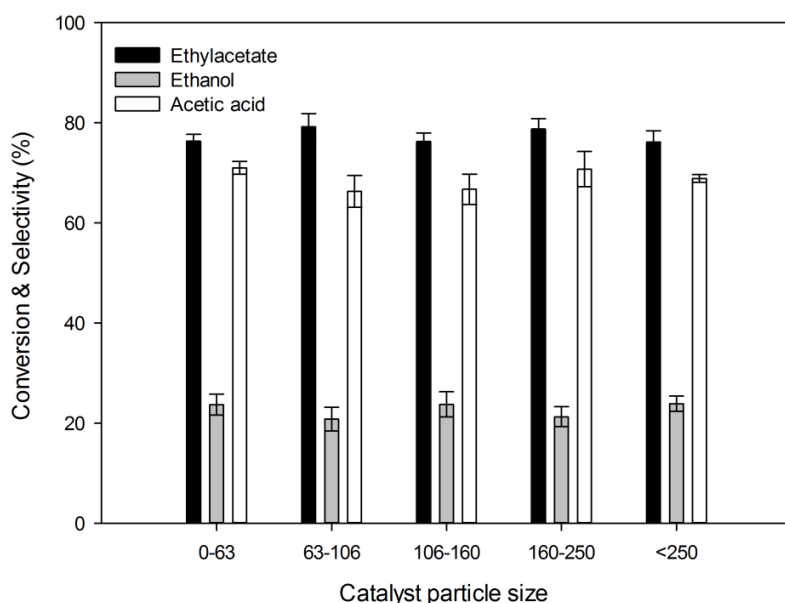 Ethylacetate
Ethanol
Acetic acid
Conversion & Selectivity (%)
100
80
60
40
20
0
0-63 63-106 106-160 160-250 <250
Catalyst particle size